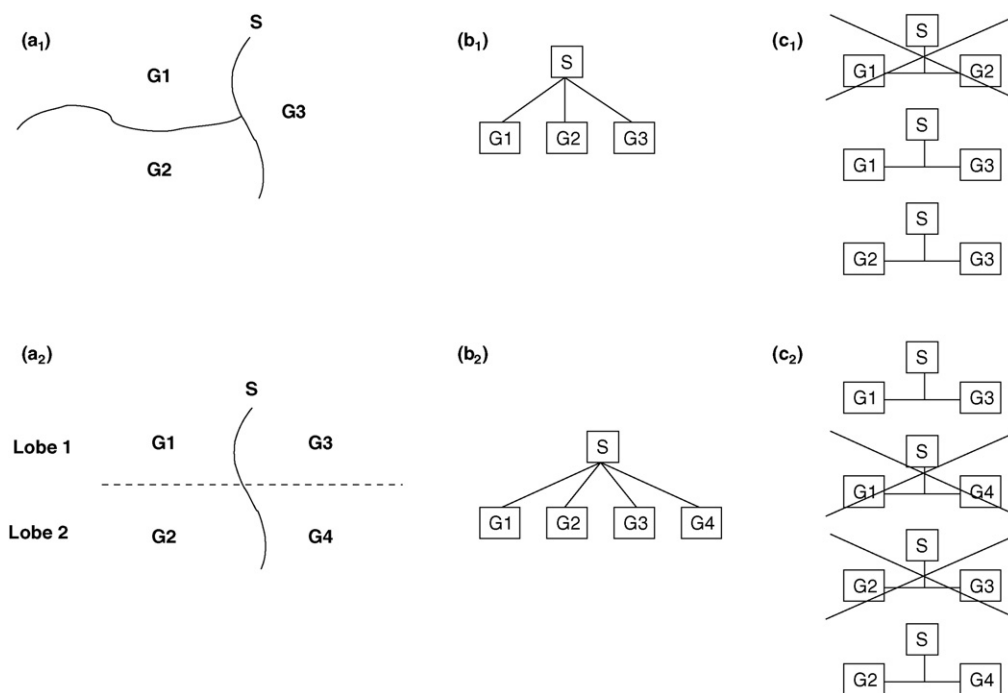 (a₁)
S
G1
G3
G2
(b₁)
S
G1 G2 G3
(c₁)
S
G1 G2
S
G1 G3
S
G2 G3
(a₂)
S
Lobe 1 G1 G3
Lobe 2 G2 G4
(b₂)
S
G1 G2 G3 G4
(c₂)
S
G1 G3
S
G1 G4
S
G2 G3
S
G2 G4